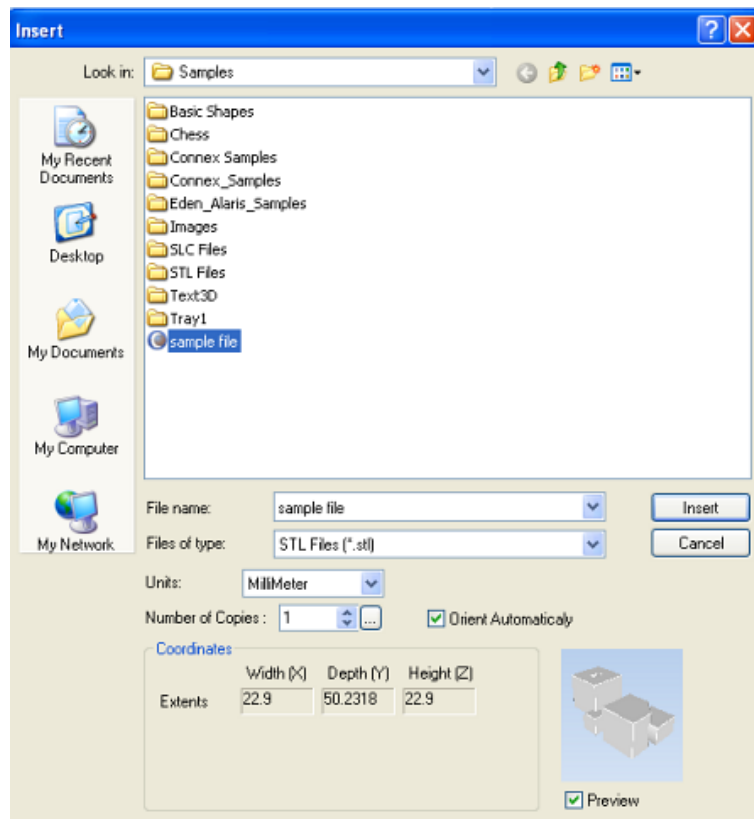 Insert
Look in: Samples
My Recent
Documents
Desktop
My Documents
My Computer
My Network
Basic Shapes
Chess
Connex Samples
Connex_Samples
Eden_Alaris_Samples
Images
SLC Files
STL Files
Text3D
Tray1
sample file
File name: sample file Insert
Files of type: STL Files (*.stl) Cancel
Units: MilliMeter
Number of Copies : 1 ... Orient Automaticaly
Coordinates
Width (X) Depth (Y) Height (Z)
Extents 22.9 50.2318 22.9
Preview